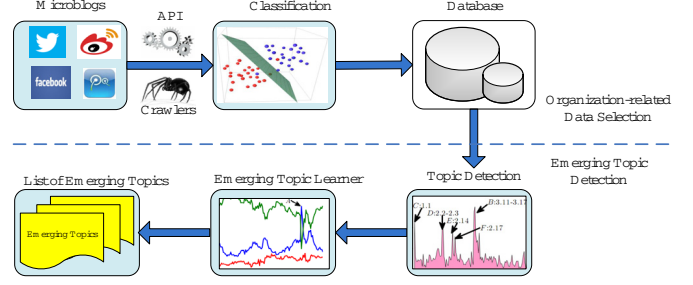 Microblogs
API
Classification
Database
facebook
Crawlers
Organization-related
Data Selection
Emerging Topic
Detection
List of Emerging Topics
Emerging Topic Learner
Topic Detection
Emerging Topics
A
C:1.1
B:3.11-3.17
D:2.2-2.3
E:2.14
F:2.17